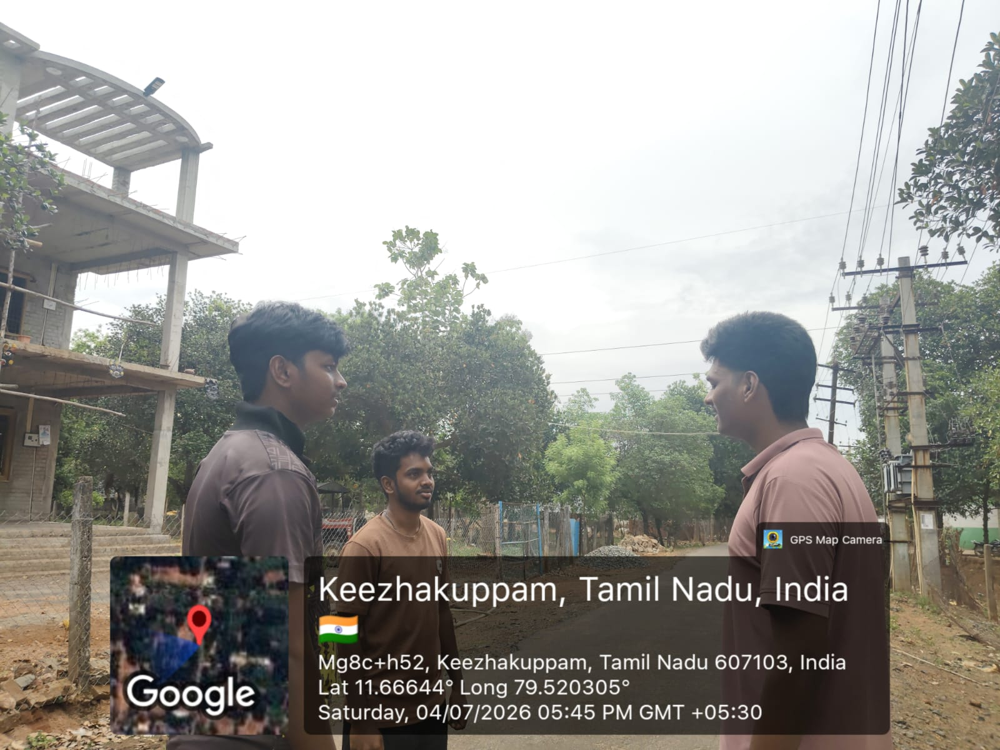 GPS Map Camera
Keezhakuppam, Tamil Nadu, India
Mg8c+h52, Keezhakuppam, Tamil Nadu 607103, India
Lat 11.66644° Long 79.520305°
Saturday, 04/07/2026 05:45 PM GMT +05:30
Google